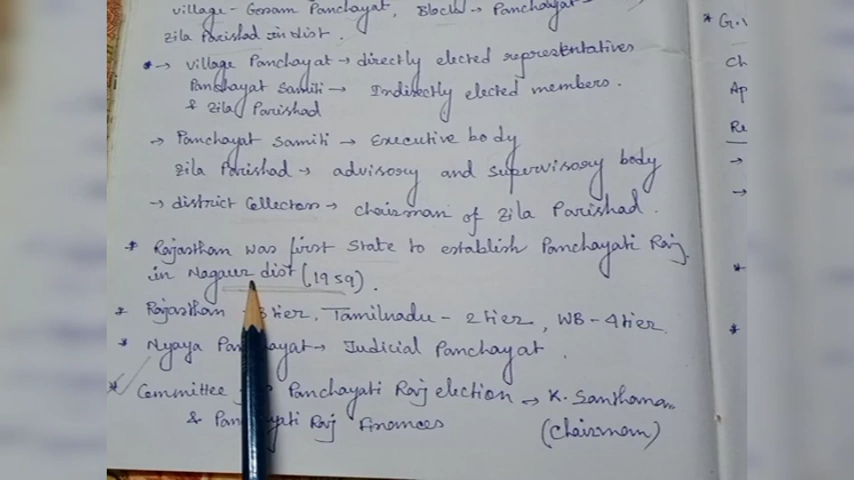 village - Gram Panchayat, Block → Panchayat
Zila Parishad in dist.
* → village Panchayat → directly elected representatives
Panchayat Samiti → Indirectly elected members.
& Zila Parishad
→ Panchayat Samiti → Executive body
Zila Parishad → advisory and supervisory body
→ district Collectors → chairman of Zila Parishad.
* Rajasthan was first State to establish Panchayati Raj
in Nagaur dist (1959).
* Rajasthan 3 tier, Tamilnadu - 2 tier, WB - 4 tier
* Nyaya Panchayat → Judicial Panchayat.
* Committee Panchayati Raj election → K. Santhanam
& Panchayati Raj Finances (Chairman)
* G.
Ch
Ap
Re
→
→
*
*